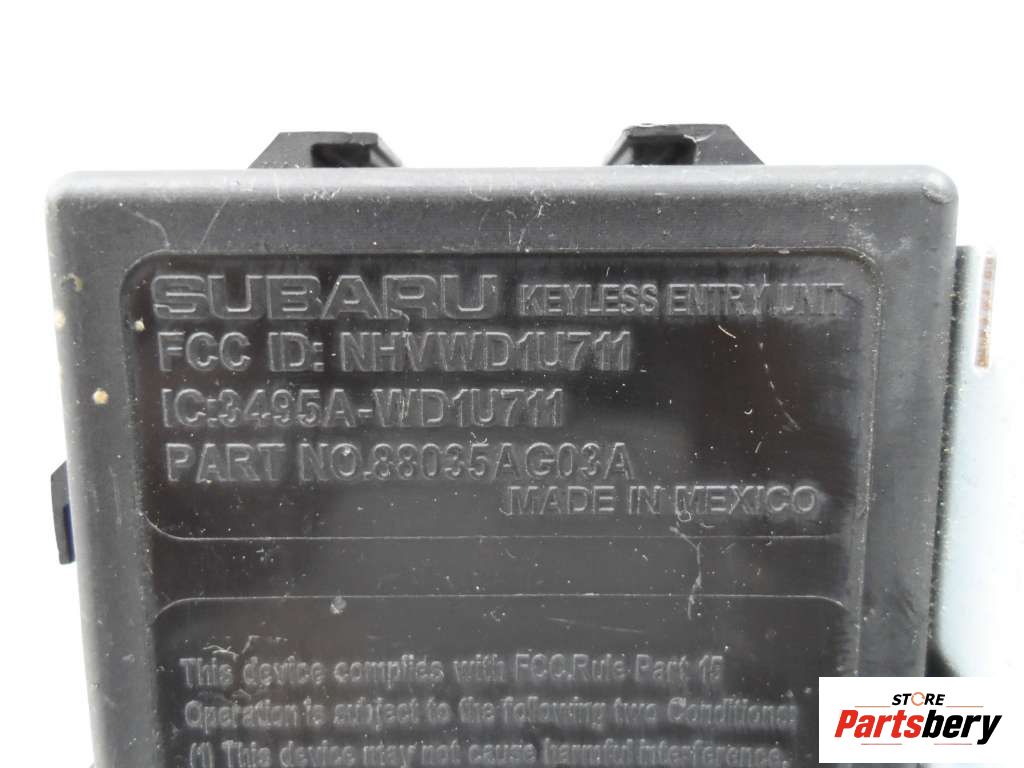 SUBARU KEYLESS ENTRY UNIT
FCC ID: NHVWD1U711
IC:3495A-WD1U711
PART NO.88035AG03A
MADE IN MEXICO
This device complies with FCC.Rule Part 15
Operation is subject to the following two Conditions:
(1) This device may not cause harmful interference.
STORE
Partsbery